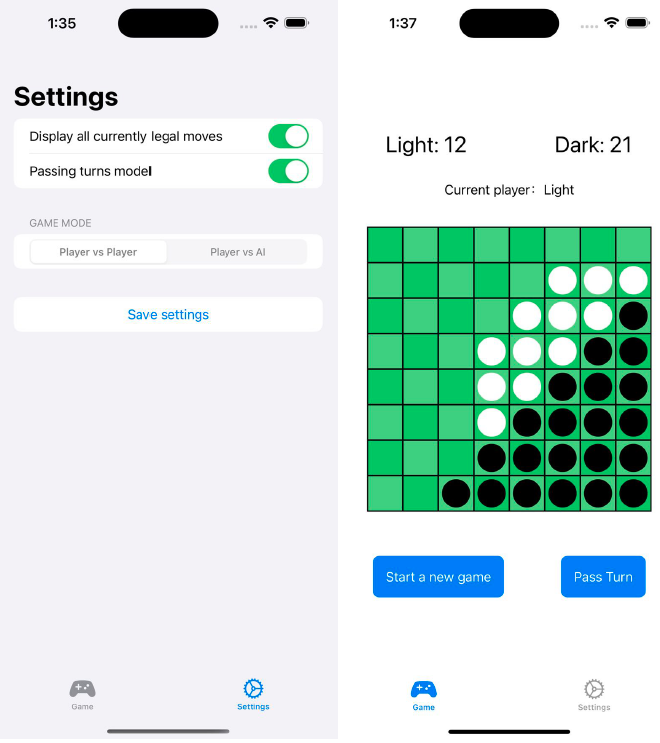 1:35
Settings
Display all currently legal moves
Passing turns model
GAME MODE
Player vs Player Player vs AI
Save settings
Game Settings
1:37
Light: 12 Dark: 21
Current player: Light
Start a new game Pass Turn
Game Settings